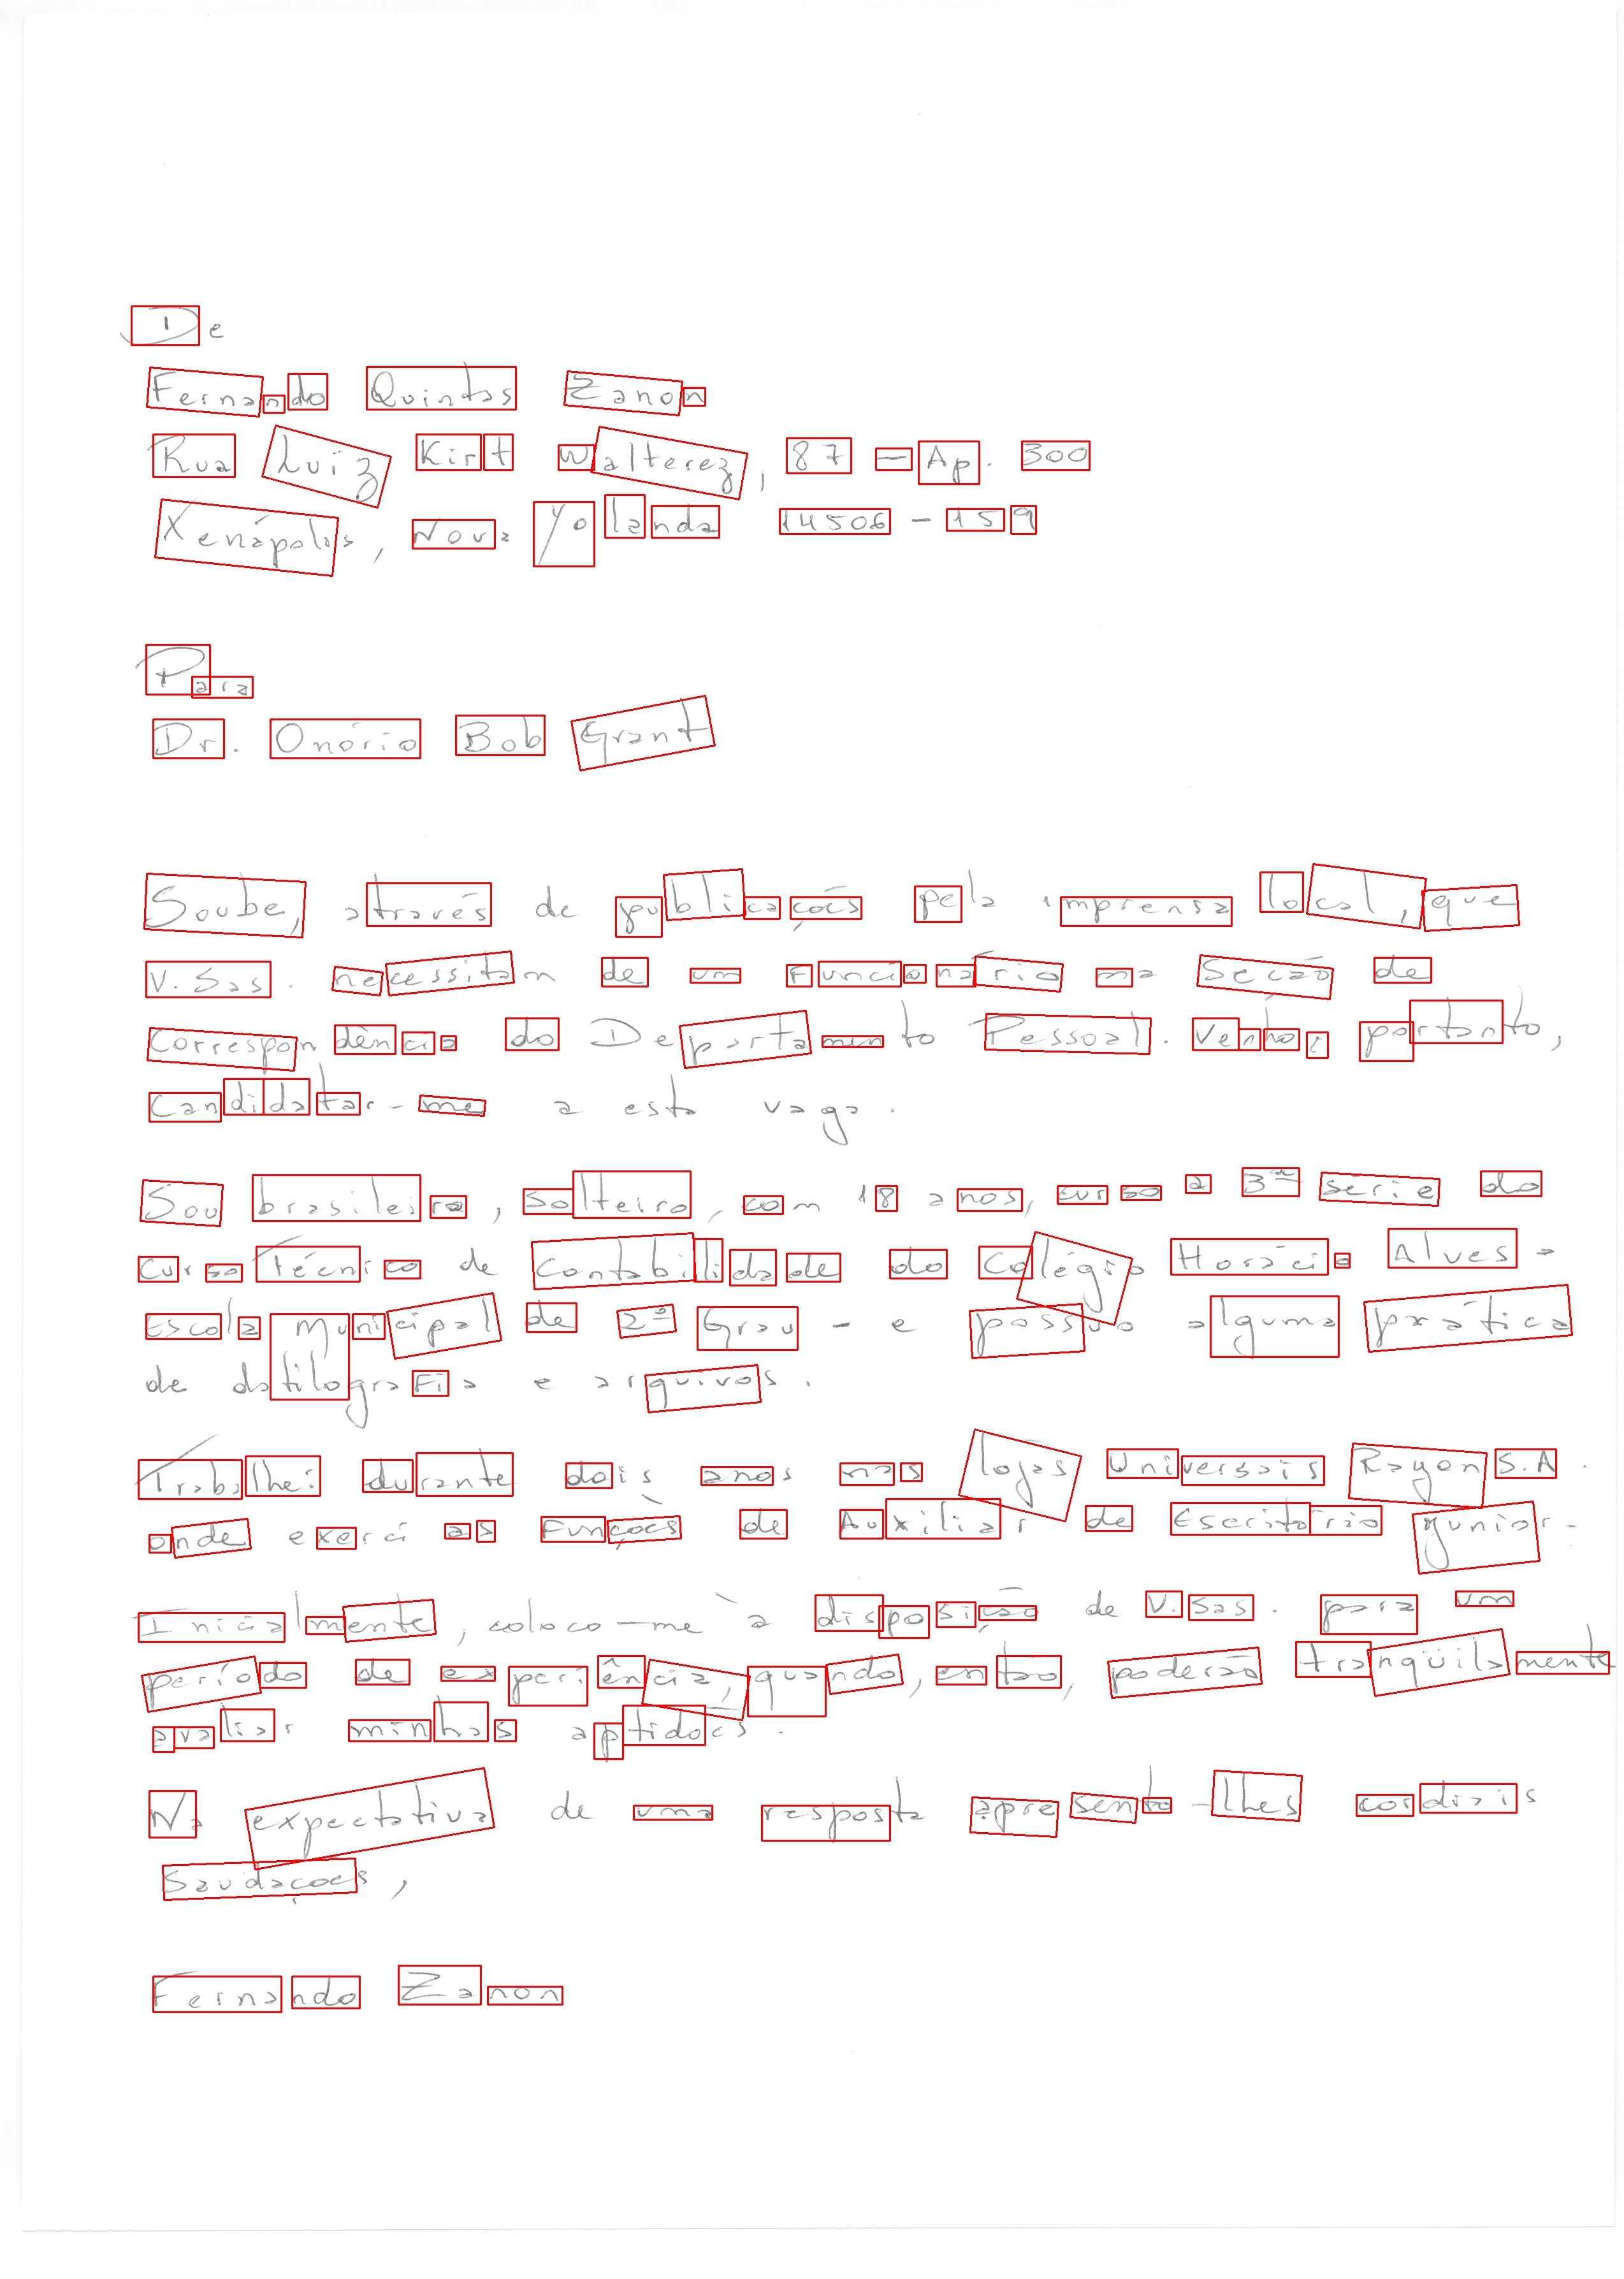 De
Fernando Quintas Zanon
Rua Luiz Kirt Walterez, 87 - Ap. 300
Xenápolis, Nova Yolanda 14506-159
Para
Dr. Onório Bob Grant
Soube, através de publicações pela imprensa local, que
V. Sas. necessitam de um Funcionário na Seção de
Correspondência do Departamento Pessoal. Venho, portanto,
candidatar-me a esta vaga.
Sou brasileiro, solteiro, com 18 anos, curso a 3ª serie do
Curso Técnico de Contabilidade do Colégio Horácio Alves -
Escola Municipal de 2º Grau - e possuo alguma prática
de datilografia e arquivos.
Trabalhei durante dois anos nas lojas Universais Rayon S.A.
onde exerci as Funções de Auxiliar de Escritório Junior.
Inicialmente, coloco-me à disposição de V. Sas. para um
período de experiência, quando, entao, poderão tranqüilamente
avaliar minhas aptidões.
Na expectativa de uma resposta apresento-lhes cordiais
Saudações,
Fernando Zanon